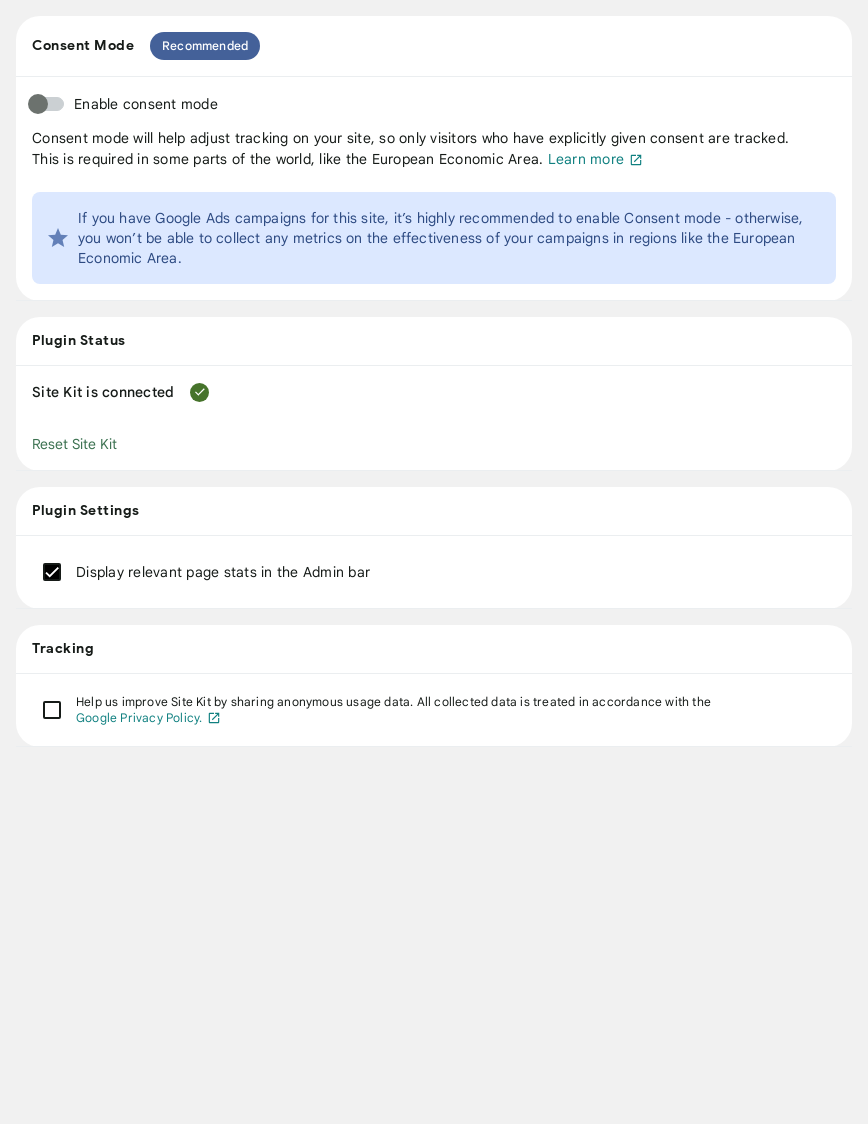 Consent Mode
Recommended
Enable consent mode
Consent mode will help adjust tracking on your site, so only visitors who have explicitly given consent are tracked.
This is required in some parts of the world, like the European Economic Area. Learn more
If you have Google Ads campaigns for this site, it’s highly recommended to enable Consent mode - otherwise,
you won’t be able to collect any metrics on the effectiveness of your campaigns in regions like the European
Economic Area.
Plugin Status
Site Kit is connected
Reset Site Kit
Plugin Settings
Display relevant page stats in the Admin bar
Tracking
Help us improve Site Kit by sharing anonymous usage data. All collected data is treated in accordance with the
Google Privacy Policy.